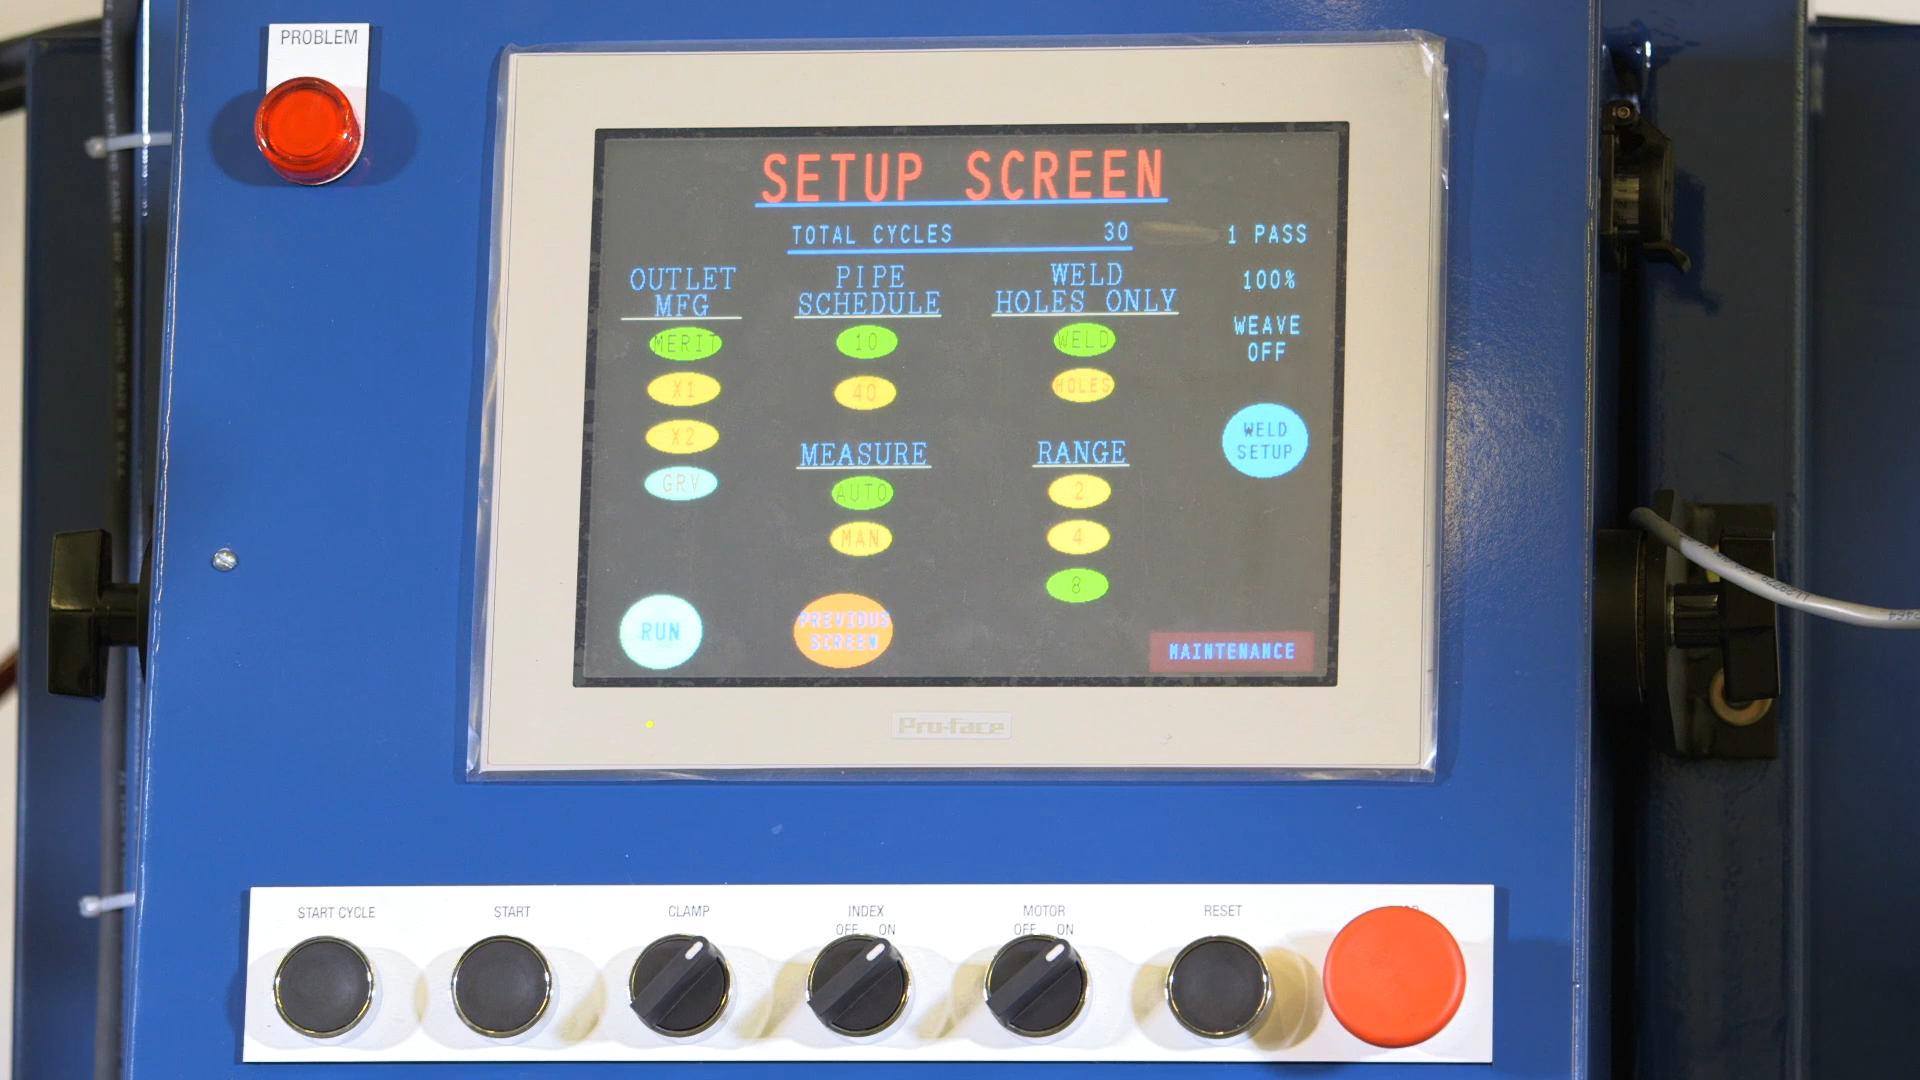 PROBLEM
SETUP SCREEN
TOTAL CYCLES 30
1 PASS
100%
WEAVE
OFF
OUTLET
MFG
MERIT
X1
X2
GRV
PIPE
SCHEDULE
10
40
WELD
HOLES ONLY
WELD
HOLES
MEASURE
AUTO
MAN
RANGE
2
4
8
WELD
SETUP
RUN
PREVIOUS
SCREEN
MAINTENANCE
Pro-face
START CYCLE
START
CLAMP
INDEX
OFF ON
MOTOR
OFF ON
RESET